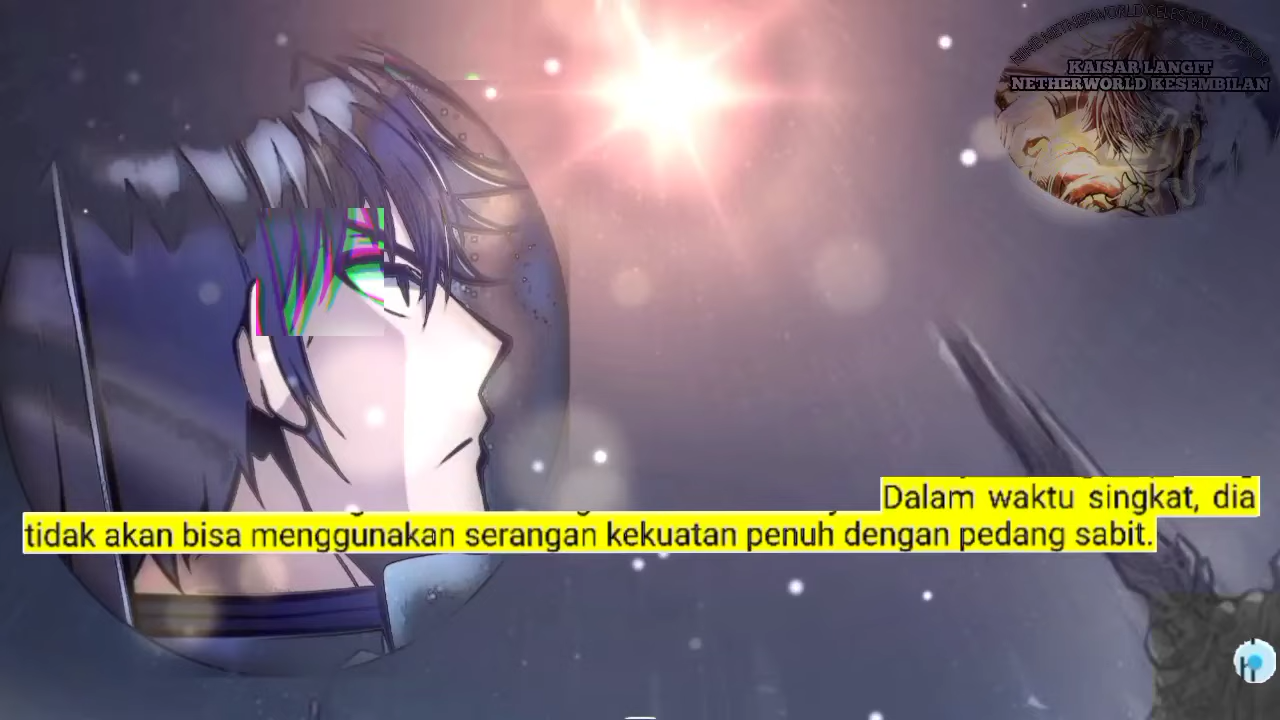 KAISAR LANGIT
NETHERWORLD KESEMBILAN
Dalam waktu singkat, dia
tidak akan bisa menggunakan serangan kekuatan penuh dengan pedang sabit.